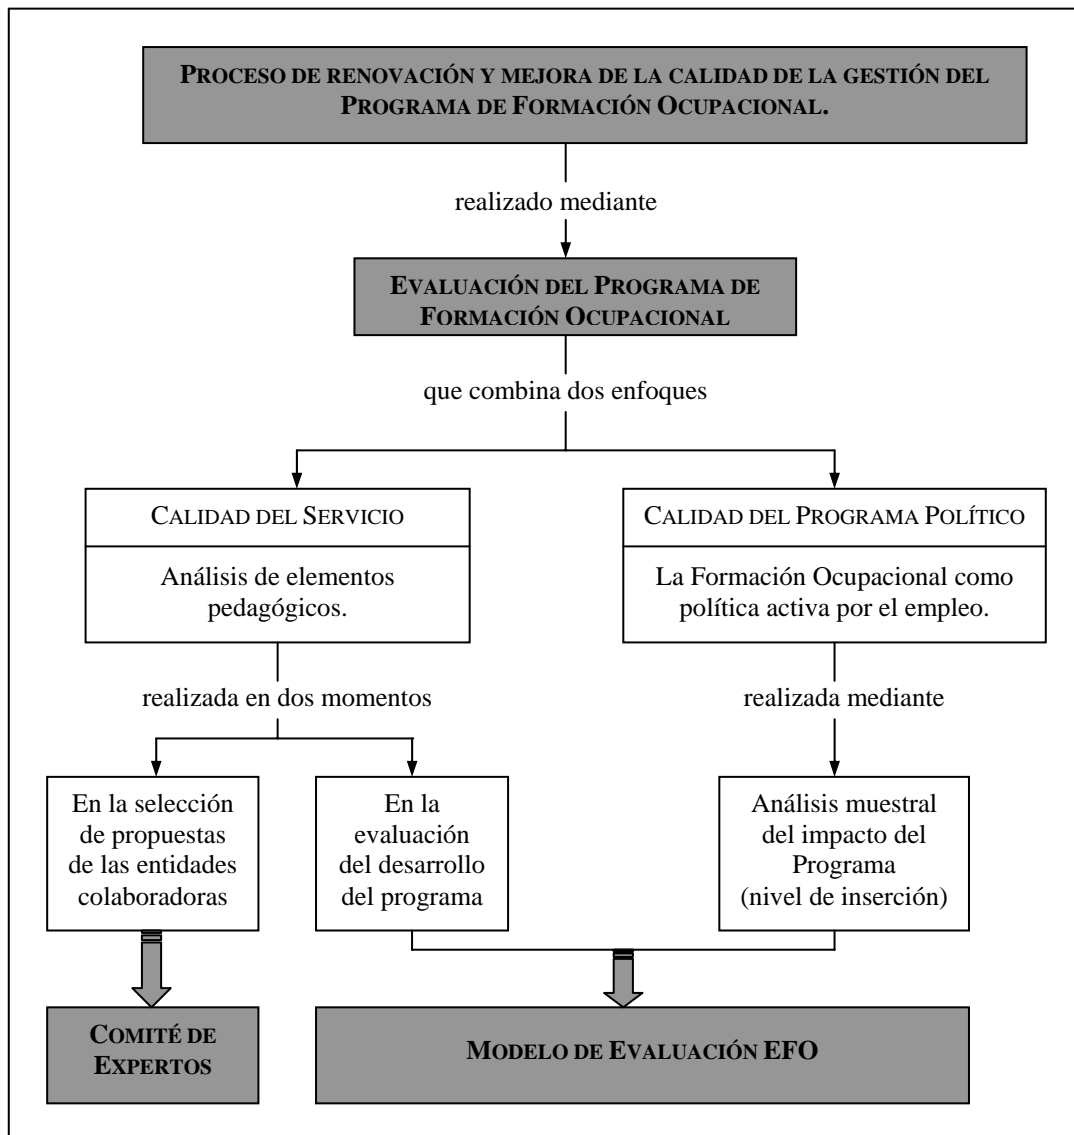 PROCESO DE RENOVACIÓN Y MEJORA DE LA CALIDAD DE LA GESTIÓN DEL
PROGRAMA DE FORMACIÓN OCUPACIONAL.
realizado mediante
EVALUACIÓN DEL PROGRAMA DE
FORMACIÓN OCUPACIONAL
que combina dos enfoques
CALIDAD DEL SERVICIO
Análisis de elementos
pedagógicos.
CALIDAD DEL PROGRAMA POLÍTICO
La Formación Ocupacional como
política activa por el empleo.
realizada en dos momentos
realizada mediante
En la selección
de propuestas
de las entidades
colaboradoras
En la
evaluación
del desarrollo
del programa
Análisis muestral
del impacto del
Programa
(nivel de inserción)
COMITÉ DE
EXPERTOS
MODELO DE EVALUACIÓN EFO